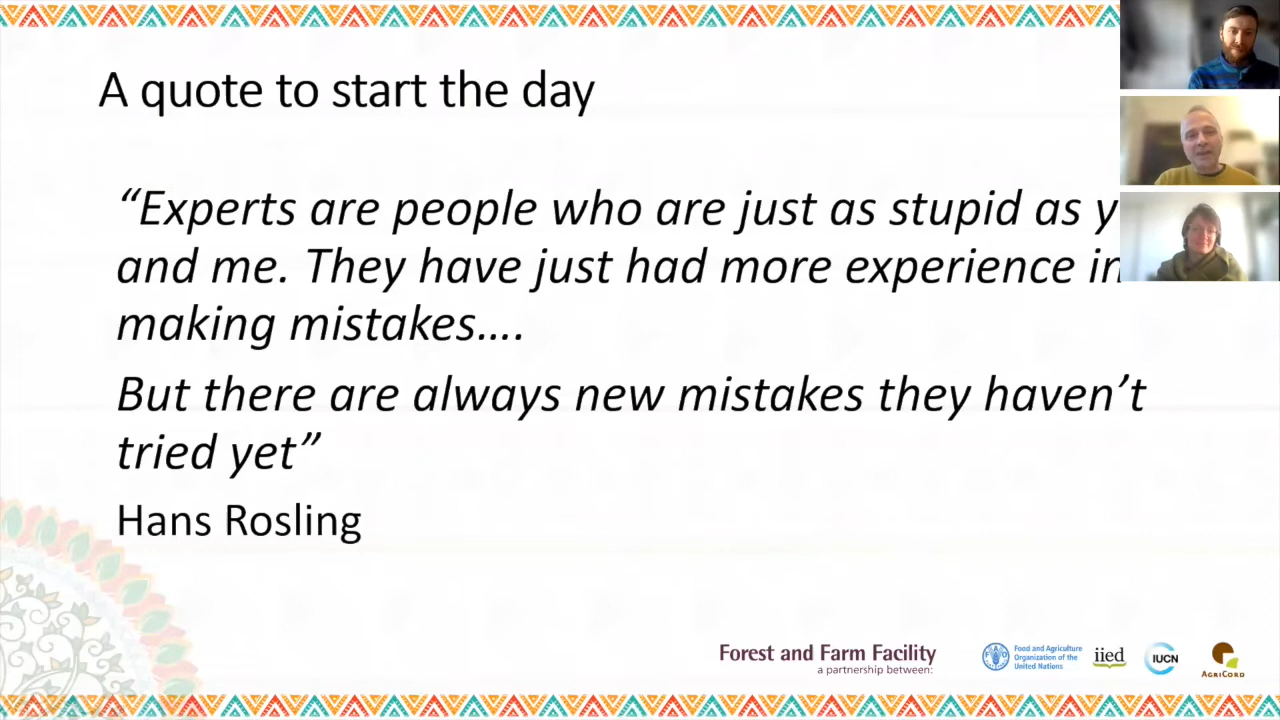 A quote to start the day
“Experts are people who are just as stupid as
and me. They have just had more experience in
making mistakes….
But there are always new mistakes they haven’t
tried yet”
Hans Rosling
Forest and Farm Facility
a partnership between:
Food and Agriculture
Organization of the
United Nations
iied
IUCN
AGRICORD